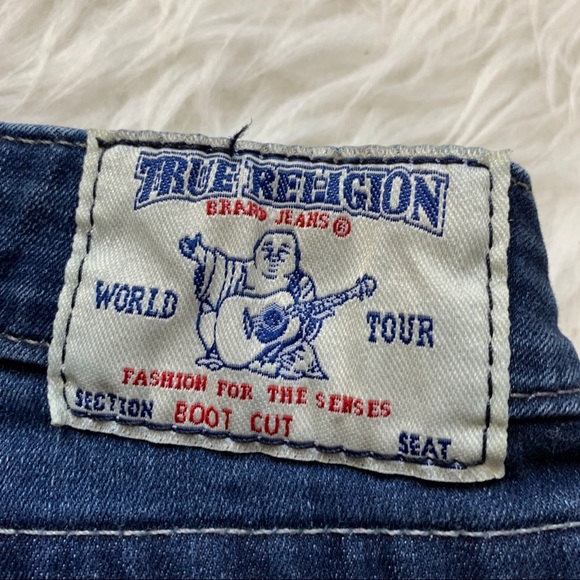 TRUE RELIGION
BRAND JEANS®
WORLD TOUR
FASHION FOR THE SENSES
SECTION BOOT CUT SEAT